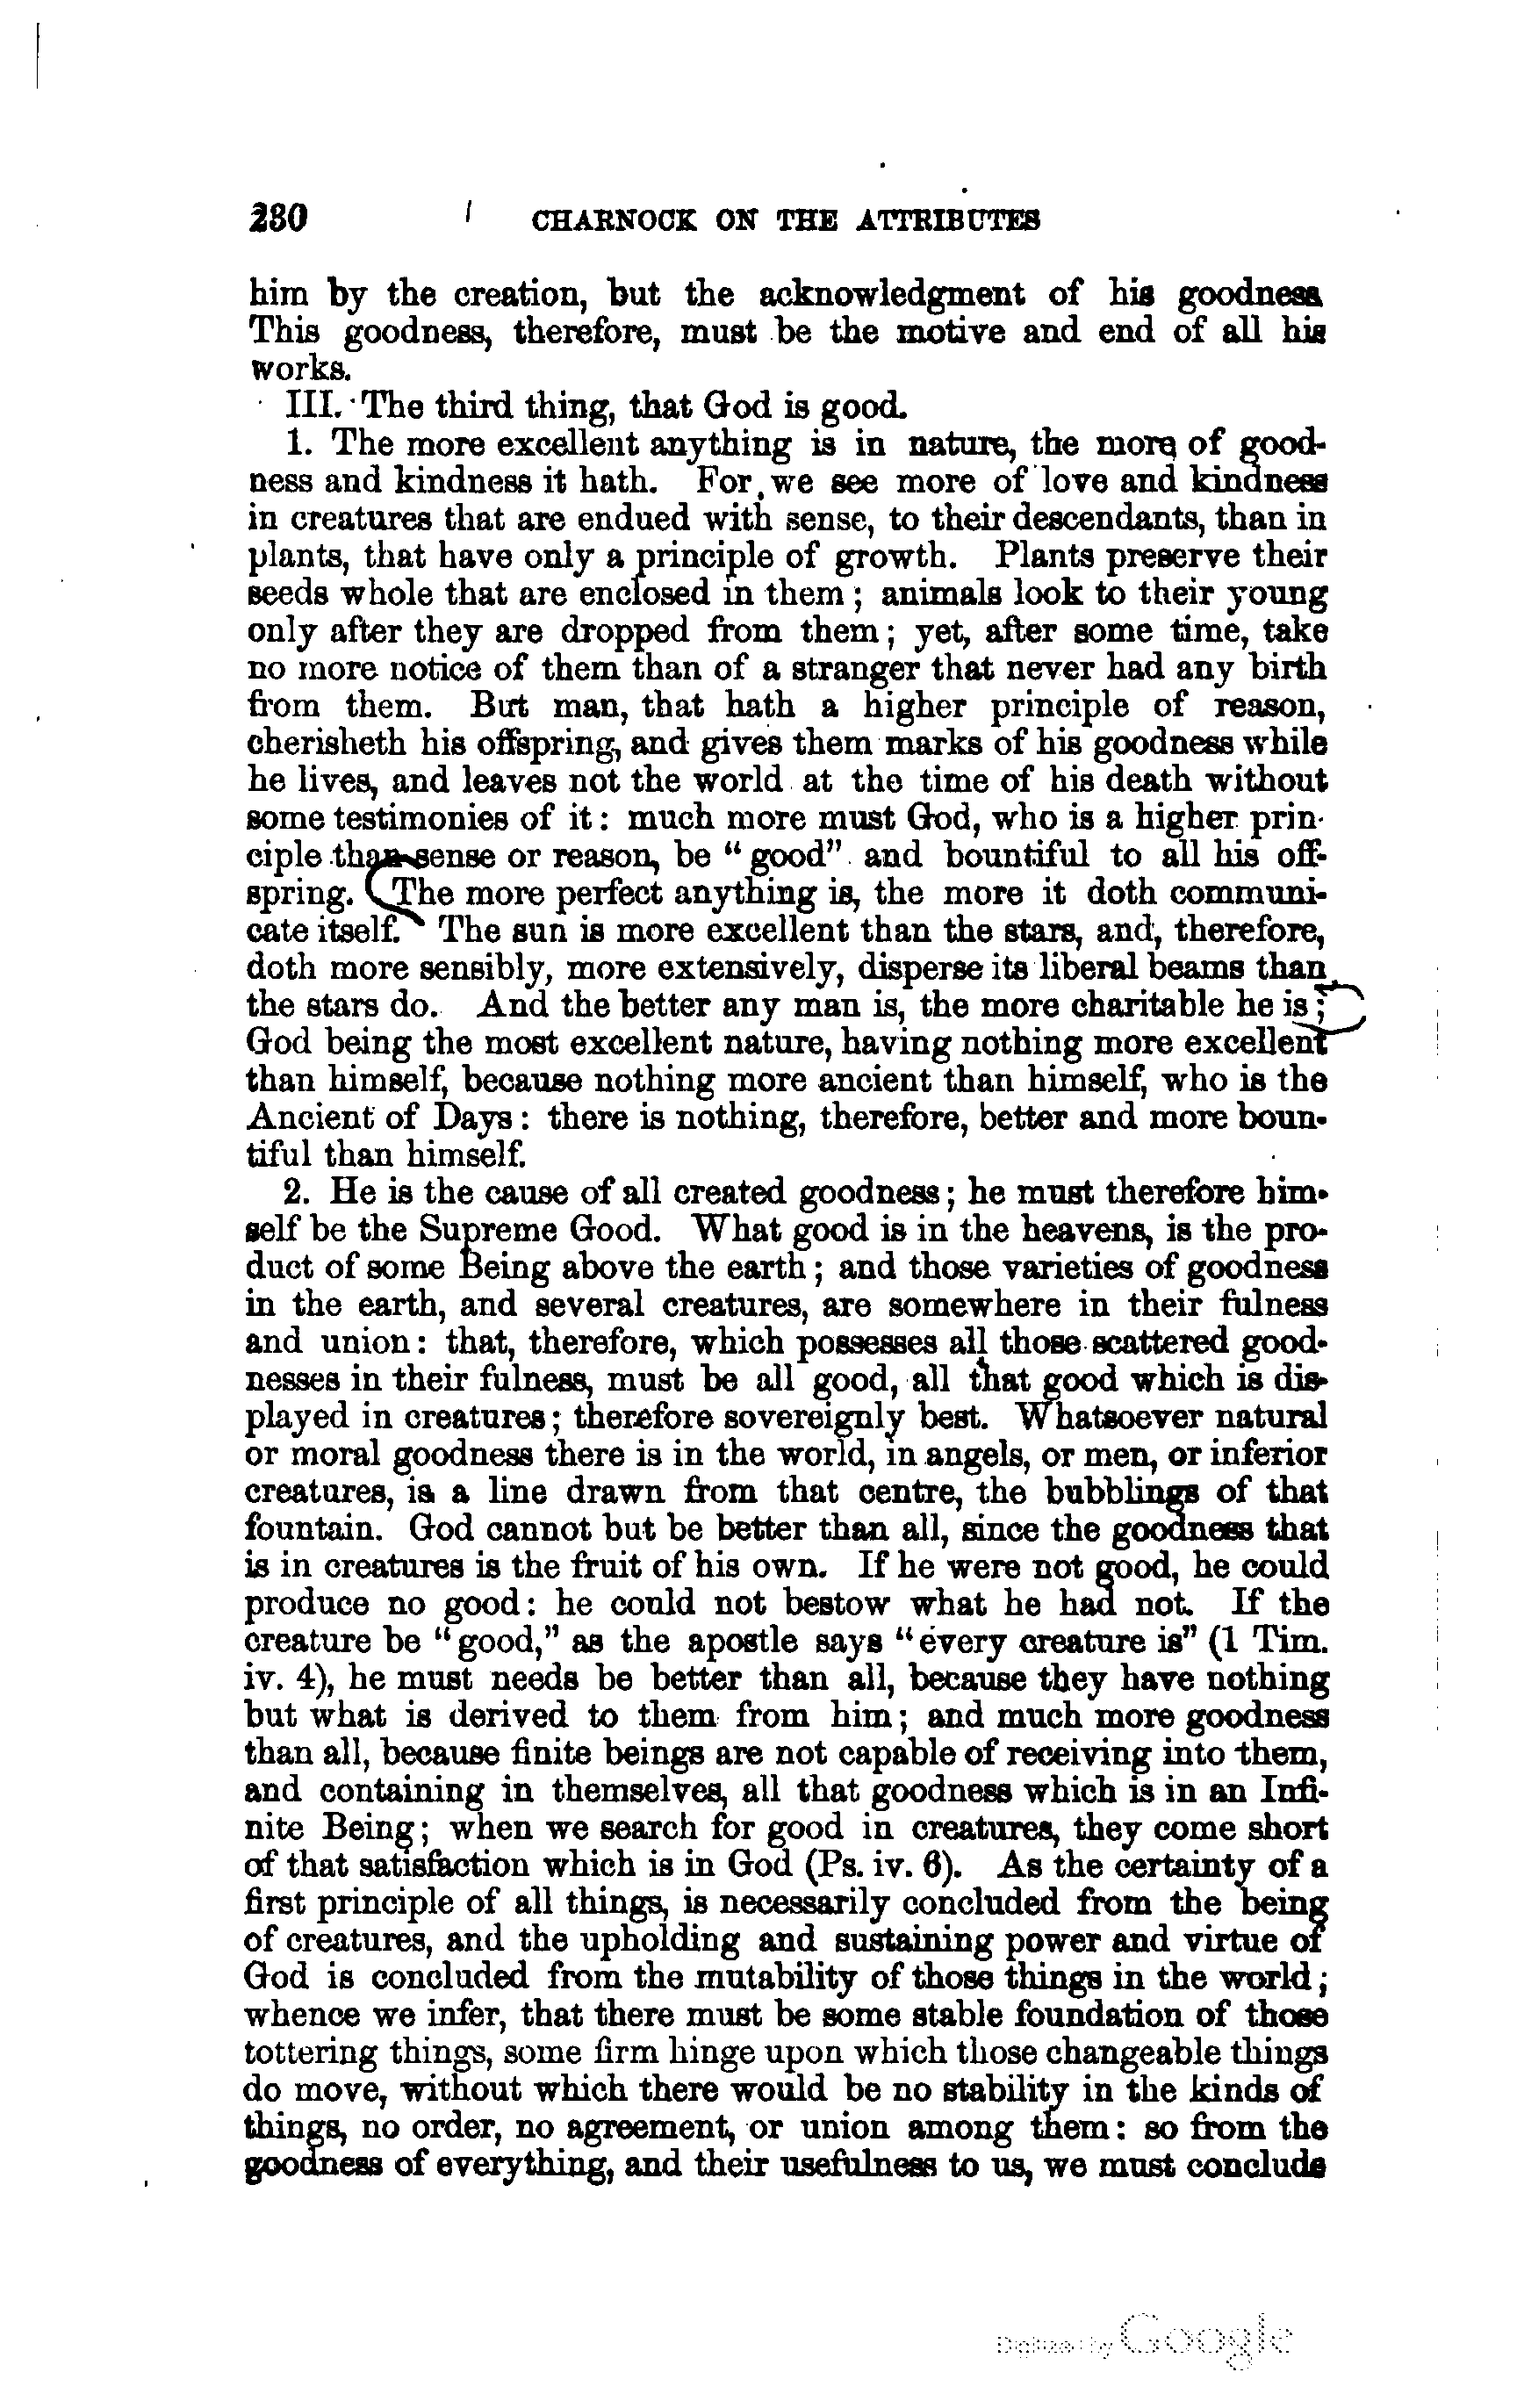 280 CHARNOCK ON THE ATTRIBUTES
him by the creation, but the acknowledgment of his goodness
This goodness, therefore, must be the motive and end of all his
works.
III. The third thing, that God is good.
1. The more excellent anything is in nature, the more of good-
ness and kindness it hath. For we see more of love and kindness
in creatures that are endued with sense, to their descendants, than in
plants, that have only a principle of growth. Plants preserve their
seeds whole that are enclosed in them; animals look to their young
only after they are dropped from them; yet, after some time, take
no more notice of them than of a stranger that never had any birth
from them. But man, that hath a higher principle of reason,
cherisheth his offspring, and gives them marks of his goodness while
he lives, and leaves not the world at the time of his death without
some testimonies of it: much more must God, who is a higher prin-
ciple than sense or reason, be "good" and bountiful to all his off-
spring. The more perfect anything is, the more it doth communi-
cate itself. The sun is more excellent than the stars, and, therefore,
doth more sensibly, more extensively, disperse its liberal beams than
the stars do. And the better any man is, the more charitable he is;
God being the most excellent nature, having nothing more excellent
than himself, because nothing more ancient than himself, who is the
Ancient of Days: there is nothing, therefore, better and more boun-
tiful than himself.
2. He is the cause of all created goodness; he must therefore him-
self be the Supreme Good. What good is in the heavens, is the pro-
duct of some Being above the earth; and those varieties of goodness
in the earth, and several creatures, are somewhere in their fulness
and union: that, therefore, which possesses all those scattered good-
nesses in their fulness, must be all good, all that good which is dis-
played in creatures; therefore sovereignly best. Whatsoever natural
or moral goodness there is in the world, in angels, or men, or inferior
creatures, is a line drawn from that centre, the bubblings of that
fountain. God cannot but be better than all, since the goodness that
is in creatures is the fruit of his own. If he were not good, he could
produce no good: he could not bestow what he had not. If the
creature be "good," as the apostle says "every creature is" (1 Tim.
iv. 4), he must needs be better than all, because they have nothing
but what is derived to them from him; and much more goodness
than all, because finite beings are not capable of receiving into them,
and containing in themselves, all that goodness which is in an Infi-
nite Being; when we search for good in creatures, they come short
of that satisfaction which is in God (Ps. iv. 6). As the certainty of a
first principle of all things, is necessarily concluded from the being
of creatures, and the upholding and sustaining power and virtue of
God is concluded from the mutability of those things in the world;
whence we infer, that there must be some stable foundation of those
tottering things, some firm hinge upon which those changeable things
do move, without which there would be no stability in the kinds of
things, no order, no agreement, or union among them: so from the
goodness of everything, and their usefulness to us, we must conclude
Digitized by Google